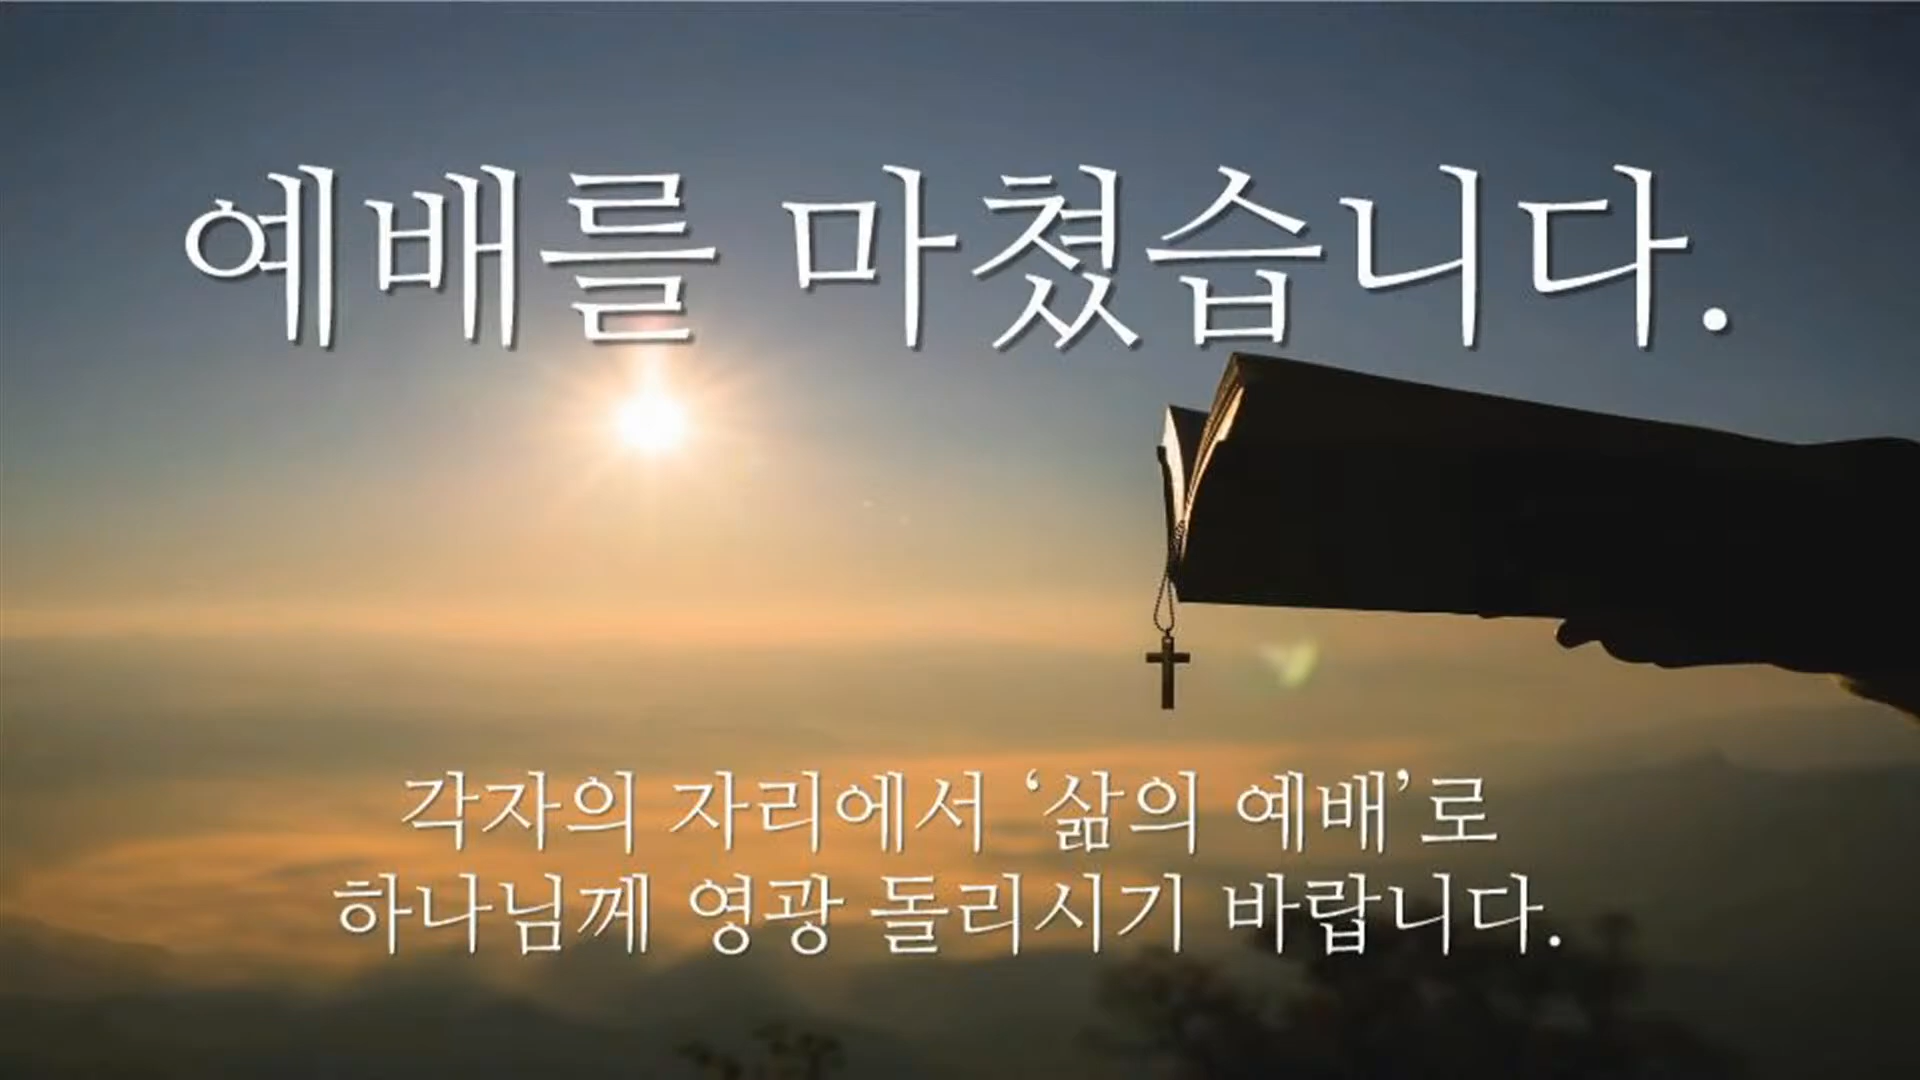 예배를 마쳤습니다.
각자의 자리에서 ‘삶의 예배’로
하나님께 영광 돌리시기 바랍니다.